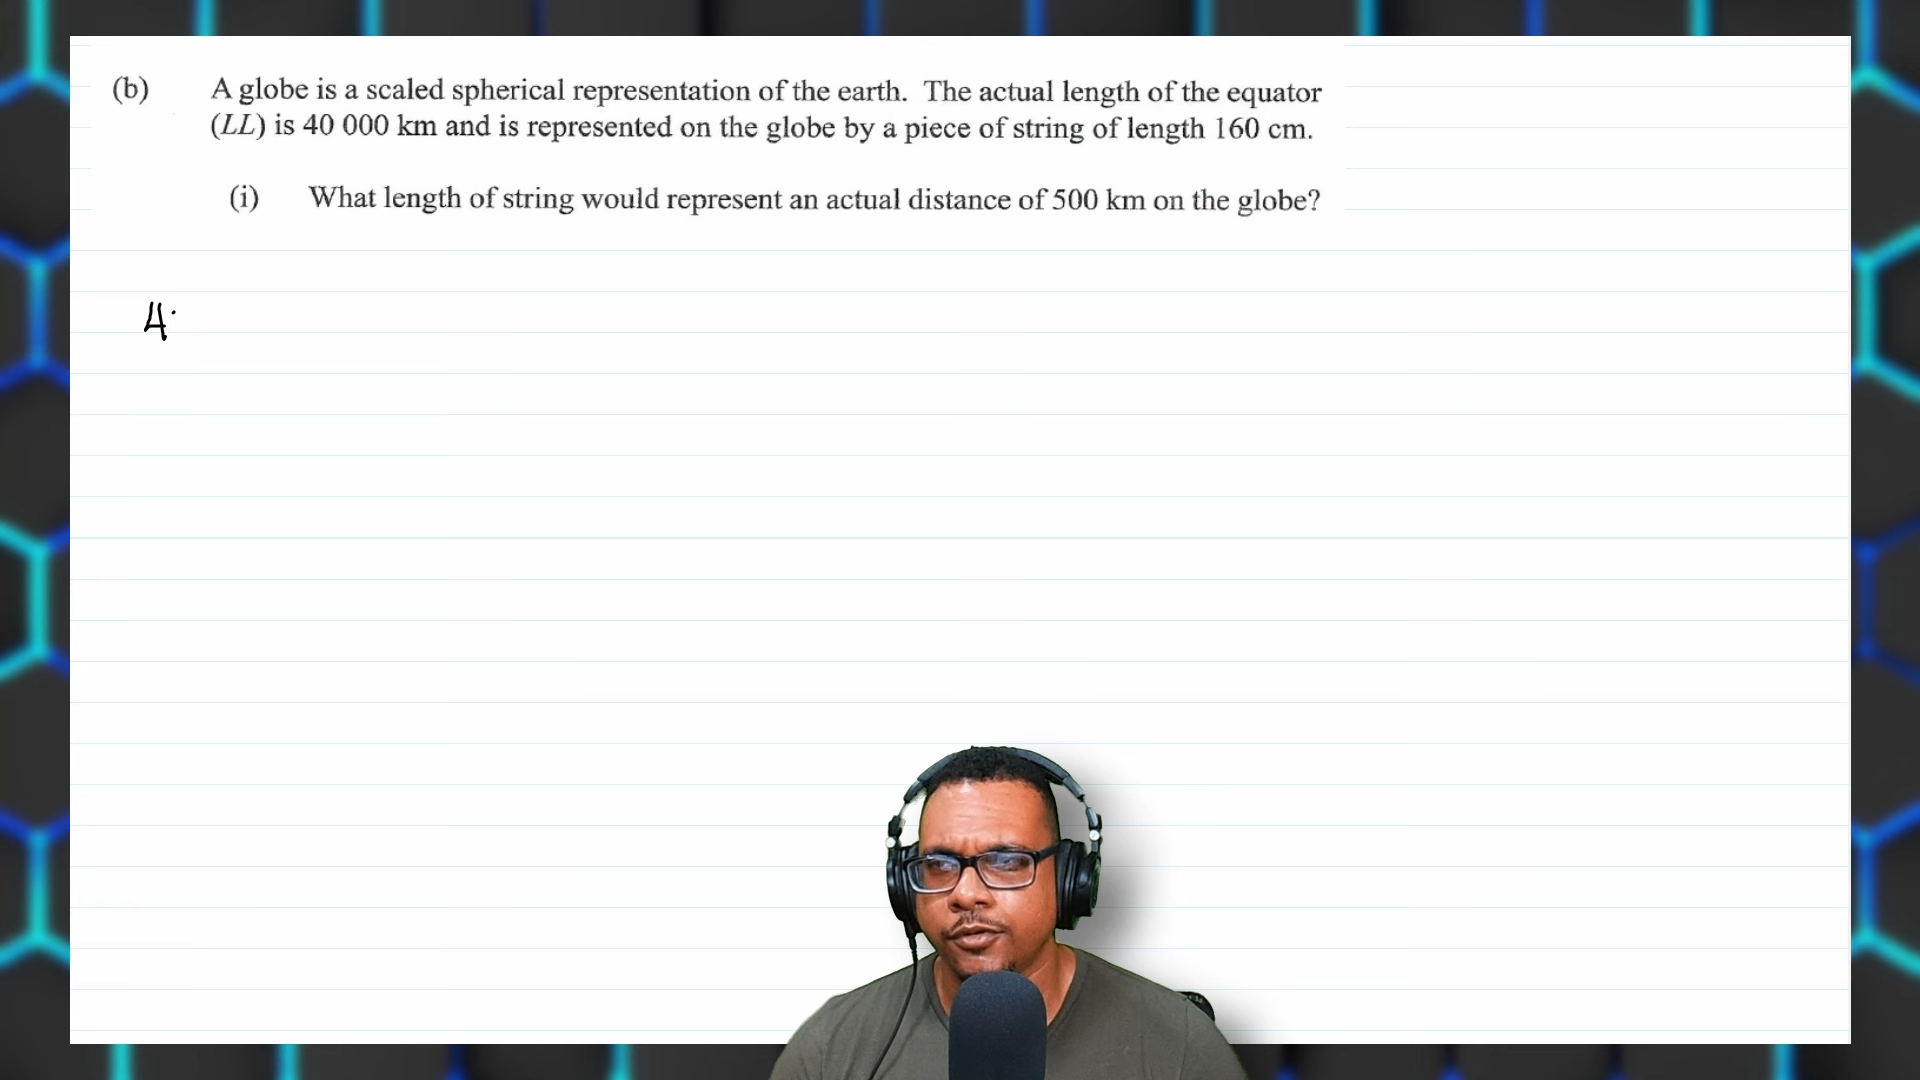 (b) A globe is a scaled spherical representation of the earth. The actual length of the equator
(LL) is 40 000 km and is represented on the globe by a piece of string of length 160 cm.
(i) What length of string would represent an actual distance of 500 km on the globe?
4